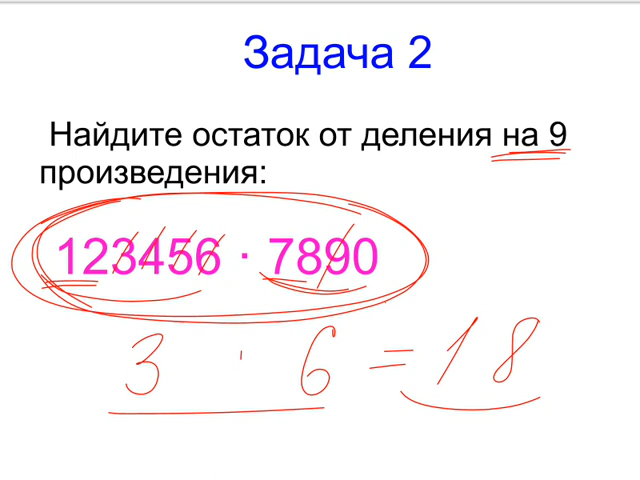 Задача 2
Найдите остаток от деления на 9
произведения:
123456 · 7890
3 · 6 = 18